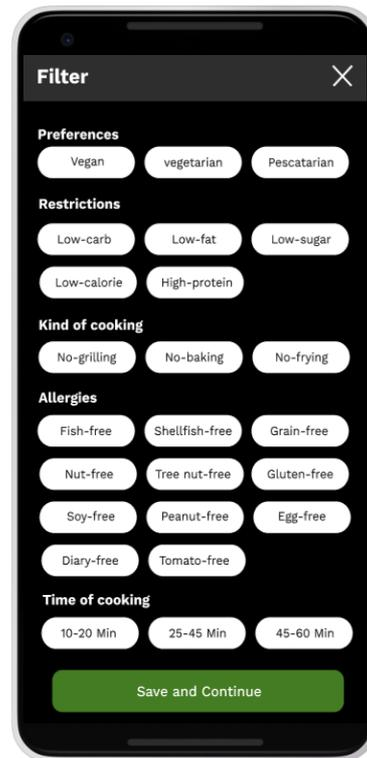 Filter
Preferences
Vegan vegetarian Pescatarian
Restrictions
Low-carb Low-fat Low-sugar
Low-calorie High-protein
Kind of cooking
No-grilling No-baking No-frying
Allergies
Fish-free Shellfish-free Grain-free
Nut-free Tree nut-free Gluten-free
Soy-free Peanut-free Egg-free
Diary-free Tomato-free
Time of cooking
10-20 Min 25-45 Min 45-60 Min
Save and Continue